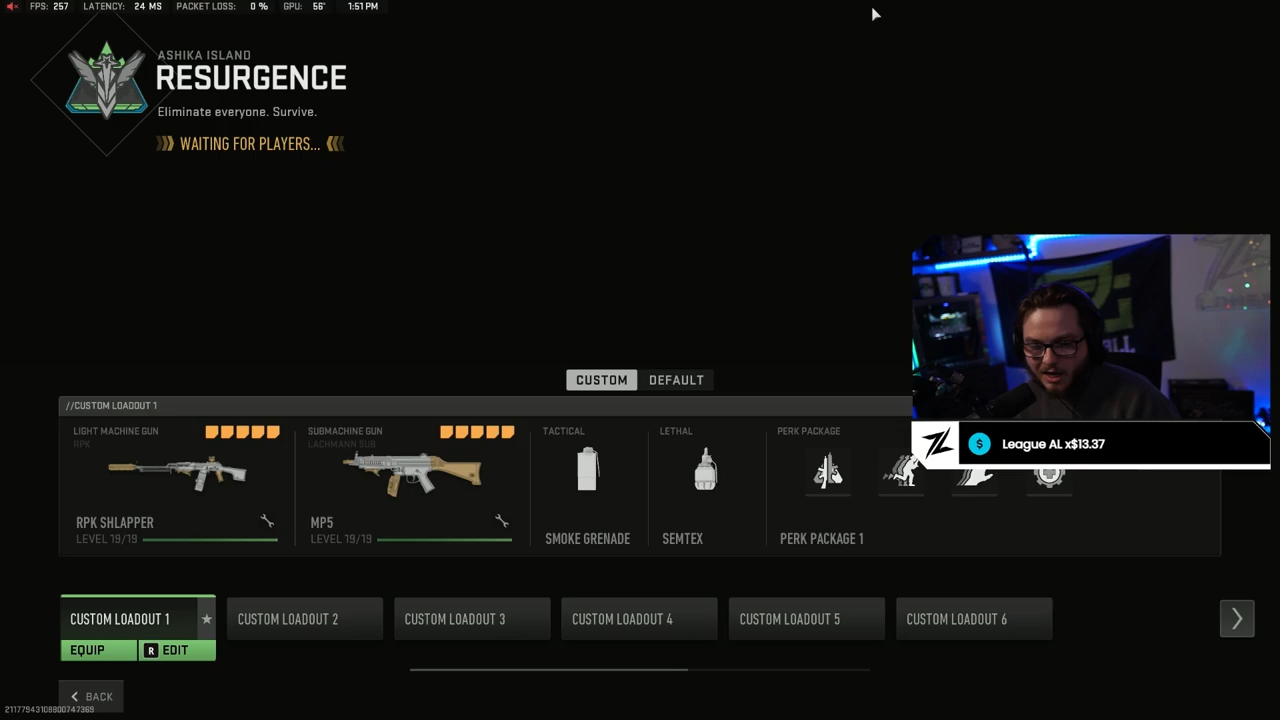 FPS: 257 LATENCY: 24 MS PACKET LOSS: 0 % GPU: 56° 1:51 PM
ASHIKA ISLAND
RESURGENCE
Eliminate everyone. Survive.
WAITING FOR PLAYERS...
CUSTOM DEFAULT
//CUSTOM LOADOUT 1
LIGHT MACHINE GUN
RPK
RPK SHLAPPER
LEVEL 19/19
SUBMACHINE GUN
LACHMANN SUB
MP5
LEVEL 19/19
TACTICAL
SMOKE GRENADE
LETHAL
SEMTEX
PERK PACKAGE
PERK PACKAGE 1
$ League AL x$13.37
CUSTOM LOADOUT 1 CUSTOM LOADOUT 2 CUSTOM LOADOUT 3 CUSTOM LOADOUT 4 CUSTOM LOADOUT 5 CUSTOM LOADOUT 6
EQUIP R EDIT
BACK